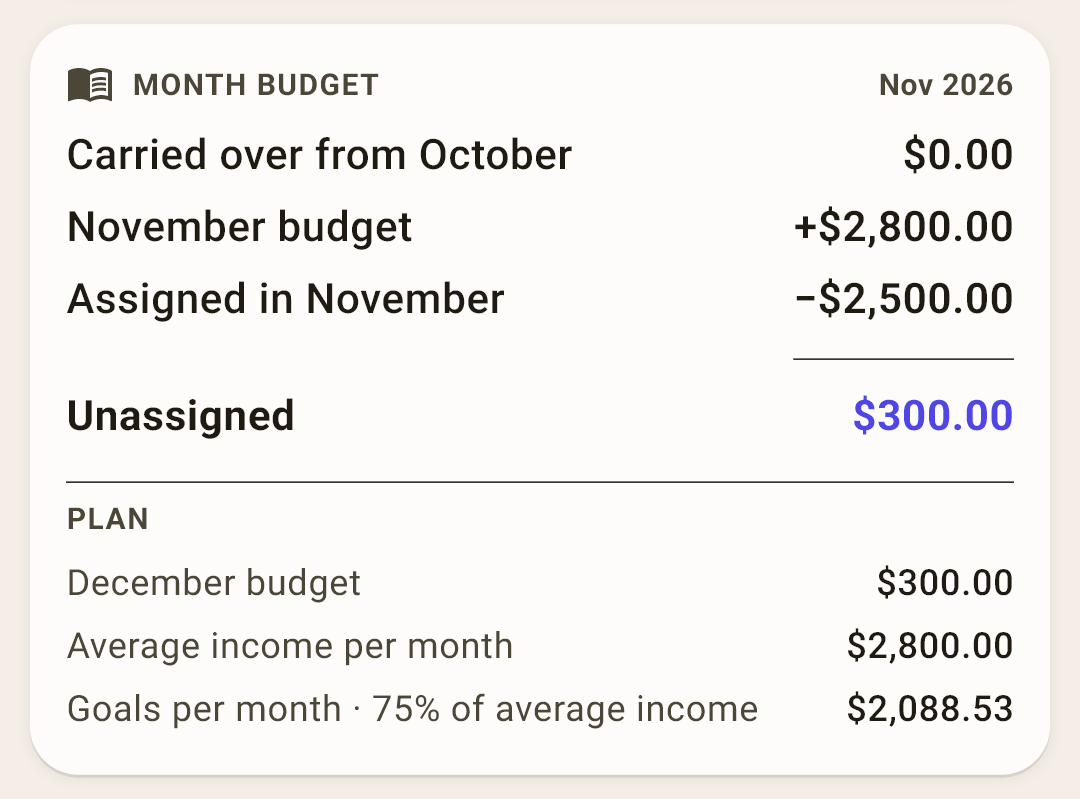 MONTH BUDGET Nov 2026
Carried over from October $0.00
November budget +$2,800.00
Assigned in November −$2,500.00
Unassigned $300.00
PLAN
December budget $300.00
Average income per month $2,800.00
Goals per month · 75% of average income $2,088.53